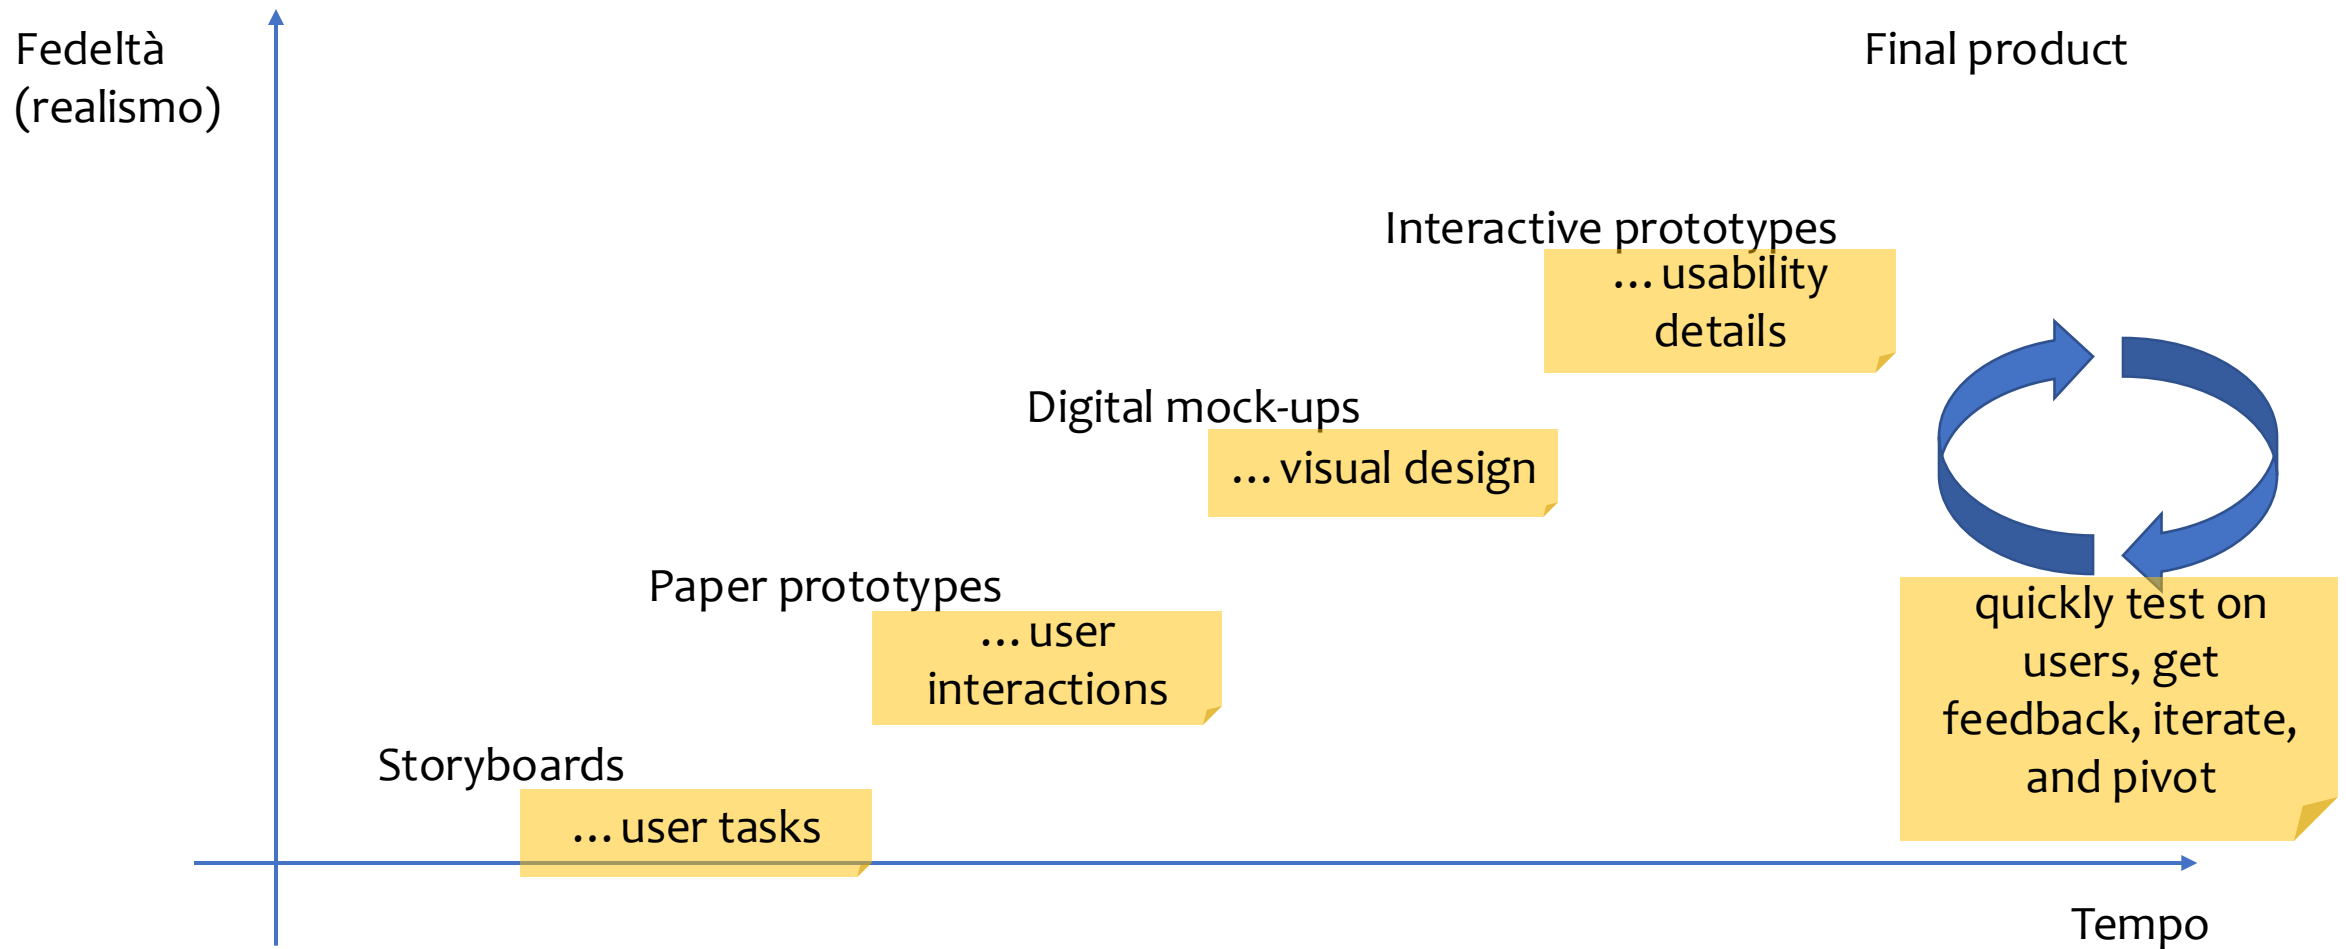 Fedeltà
(realismo)
Final product
Interactive prototypes
...usability
details
Digital mock-ups
...visual design
Paper prototypes
...user
interactions
Storyboards
...user tasks
quickly test on
users, get
feedback, iterate,
and pivot
Tempo